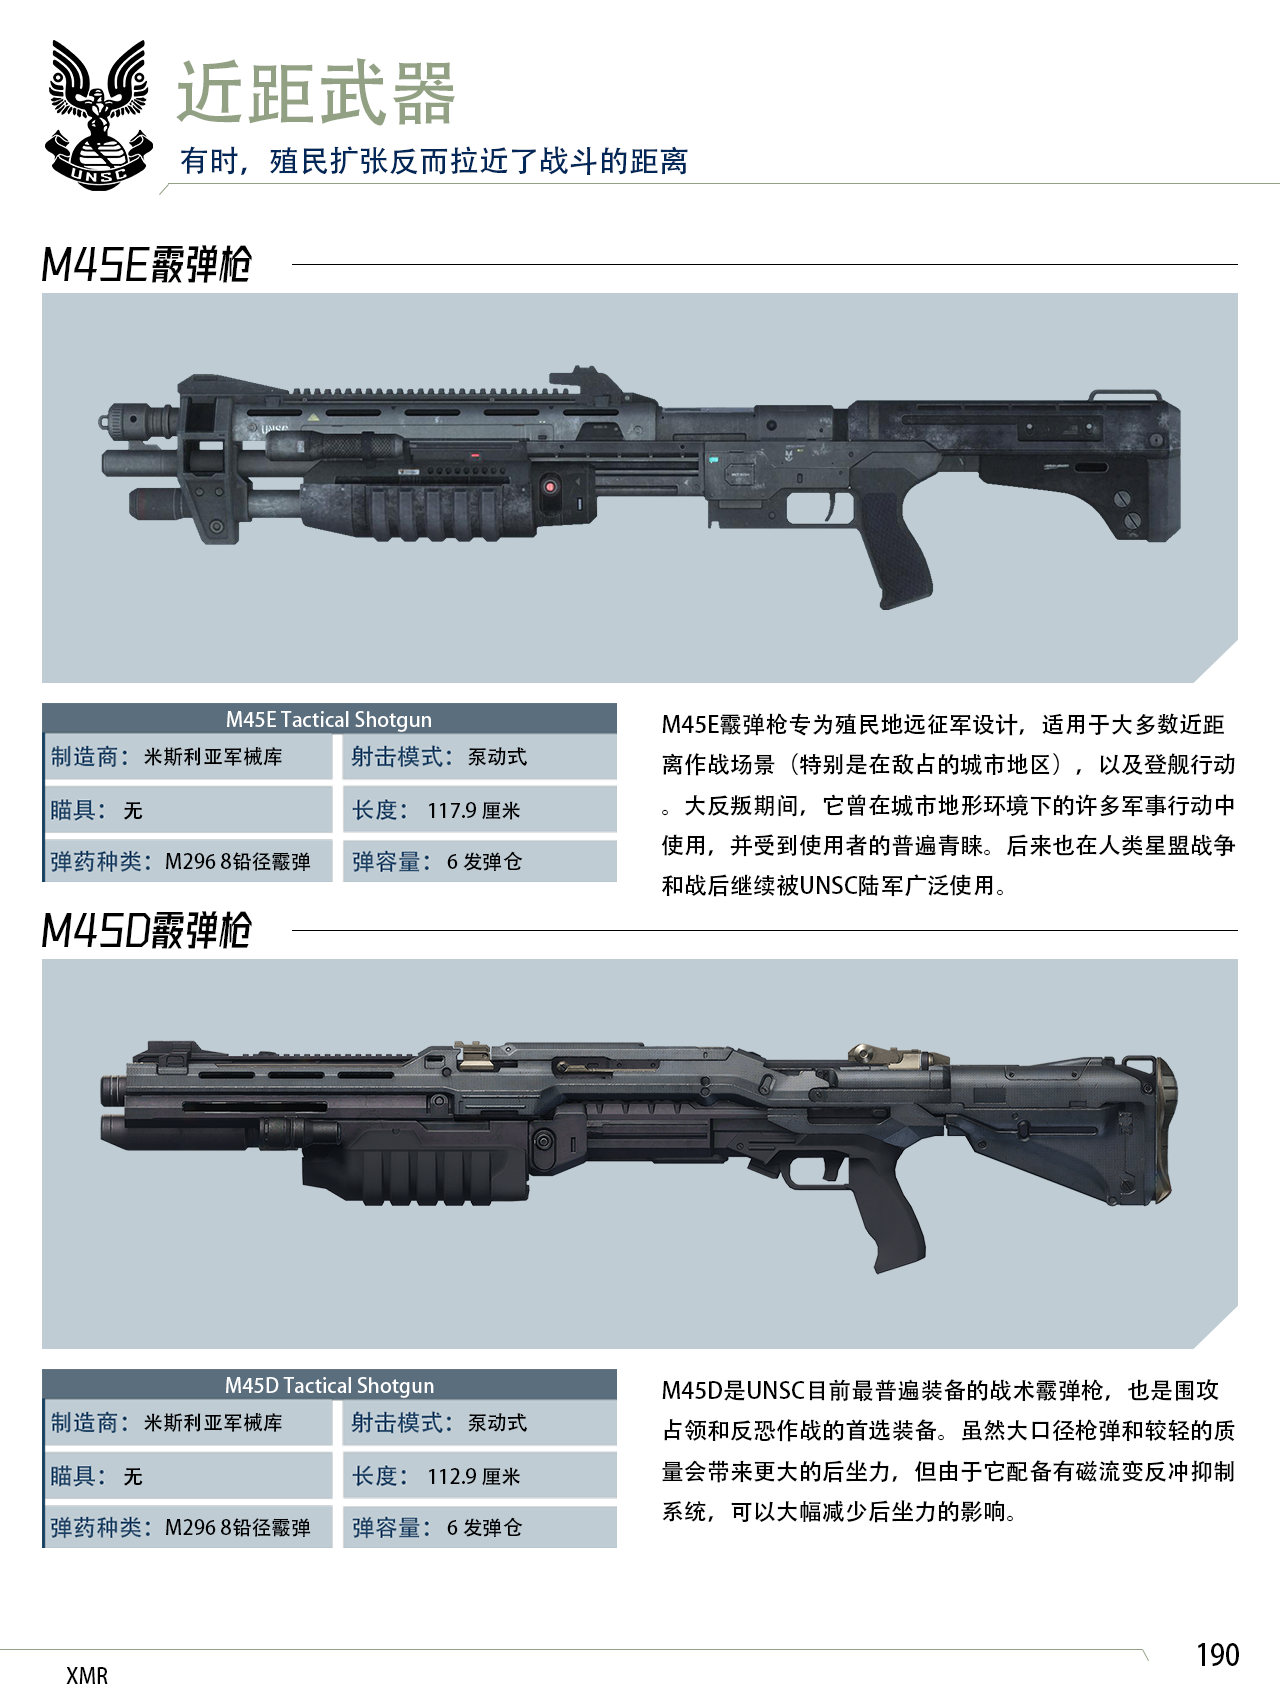 UNSC
近距武器
有时，殖民扩张反而拉近了战斗的距离
M45E霰弹枪
UNSC
M45E Tactical Shotgun
制造商：米斯利亚军械库
射击模式：泵动式
瞄具：无
长度：117.9 厘米
弹药种类：M296 8铅径霰弹
弹容量：6 发弹仓
M45E霰弹枪专为殖民地远征军设计，适用于大多数近距
离作战场景（特别是在敌占的城市地区），以及登舰行动
。大反叛期间，它曾在城市地形环境下的许多军事行动中
使用，并受到使用者的普遍青睐。后来也在人类星盟战争
和战后继续被UNSC陆军广泛使用。
M45D霰弹枪
M45D Tactical Shotgun
制造商：米斯利亚军械库
射击模式：泵动式
瞄具：无
长度：112.9 厘米
弹药种类：M296 8铅径霰弹
弹容量：6 发弹仓
M45D是UNSC目前最普遍装备的战术霰弹枪，也是围攻
占领和反恐作战的首选装备。虽然大口径枪弹和较轻的质
量会带来更大的后坐力，但由于它配备有磁流变反冲抑制
系统，可以大幅减少后坐力的影响。
190
XMR